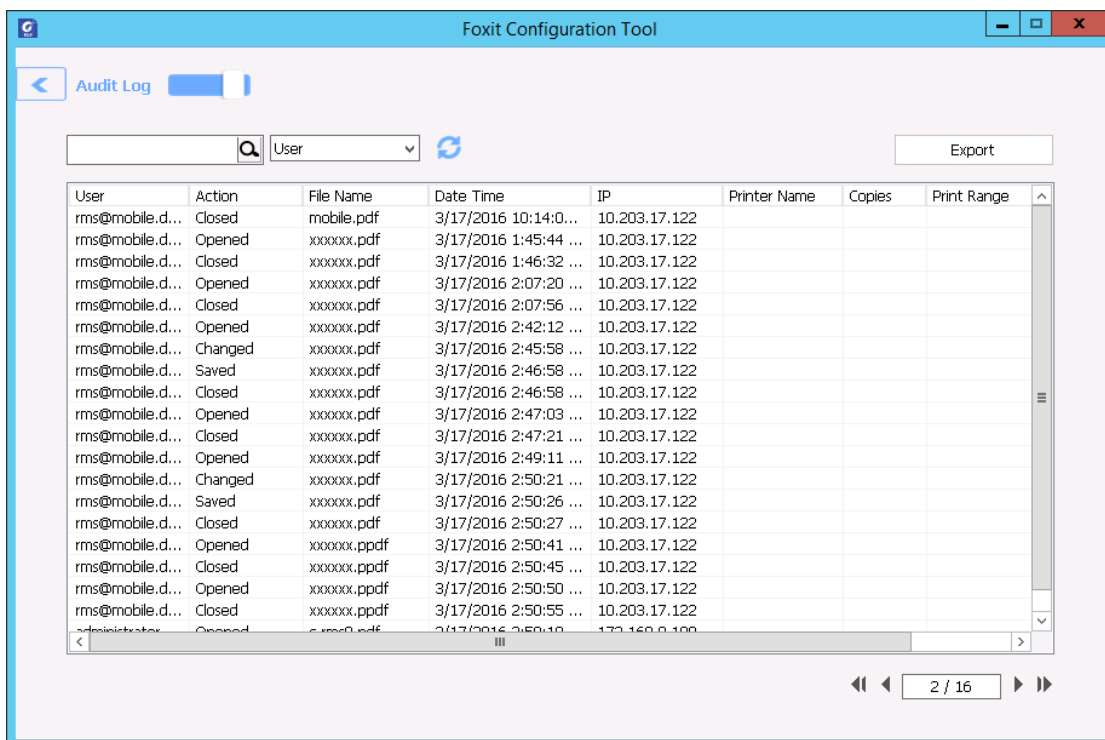 Foxit Configuration Tool
Audit Log
User
Export
User Action File Name Date Time IP Printer Name Copies Print Range
rms@mobile.d... Closed mobile.pdf 3/17/2016 10:14:0... 10.203.17.122
rms@mobile.d... Opened xxxxxx.pdf 3/17/2016 1:45:44 ... 10.203.17.122
rms@mobile.d... Closed xxxxxx.pdf 3/17/2016 1:46:32 ... 10.203.17.122
rms@mobile.d... Opened xxxxxx.pdf 3/17/2016 2:07:20 ... 10.203.17.122
rms@mobile.d... Closed xxxxxx.pdf 3/17/2016 2:07:56 ... 10.203.17.122
rms@mobile.d... Opened xxxxxx.pdf 3/17/2016 2:42:12 ... 10.203.17.122
rms@mobile.d... Changed xxxxxx.pdf 3/17/2016 2:45:58 ... 10.203.17.122
rms@mobile.d... Saved xxxxxx.pdf 3/17/2016 2:46:58 ... 10.203.17.122
rms@mobile.d... Closed xxxxxx.pdf 3/17/2016 2:46:58 ... 10.203.17.122
rms@mobile.d... Opened xxxxxx.pdf 3/17/2016 2:47:03 ... 10.203.17.122
rms@mobile.d... Closed xxxxxx.pdf 3/17/2016 2:47:21 ... 10.203.17.122
rms@mobile.d... Opened xxxxxx.pdf 3/17/2016 2:49:11 ... 10.203.17.122
rms@mobile.d... Changed xxxxxx.pdf 3/17/2016 2:50:21 ... 10.203.17.122
rms@mobile.d... Saved xxxxxx.pdf 3/17/2016 2:50:26 ... 10.203.17.122
rms@mobile.d... Closed xxxxxx.pdf 3/17/2016 2:50:27 ... 10.203.17.122
rms@mobile.d... Opened xxxxxx.ppdf 3/17/2016 2:50:41 ... 10.203.17.122
rms@mobile.d... Closed xxxxxx.ppdf 3/17/2016 2:50:45 ... 10.203.17.122
rms@mobile.d... Opened xxxxxx.ppdf 3/17/2016 2:50:50 ... 10.203.17.122
rms@mobile.d... Closed xxxxxx.ppdf 3/17/2016 2:50:55 ... 10.203.17.122
administrator Opened
2 / 16